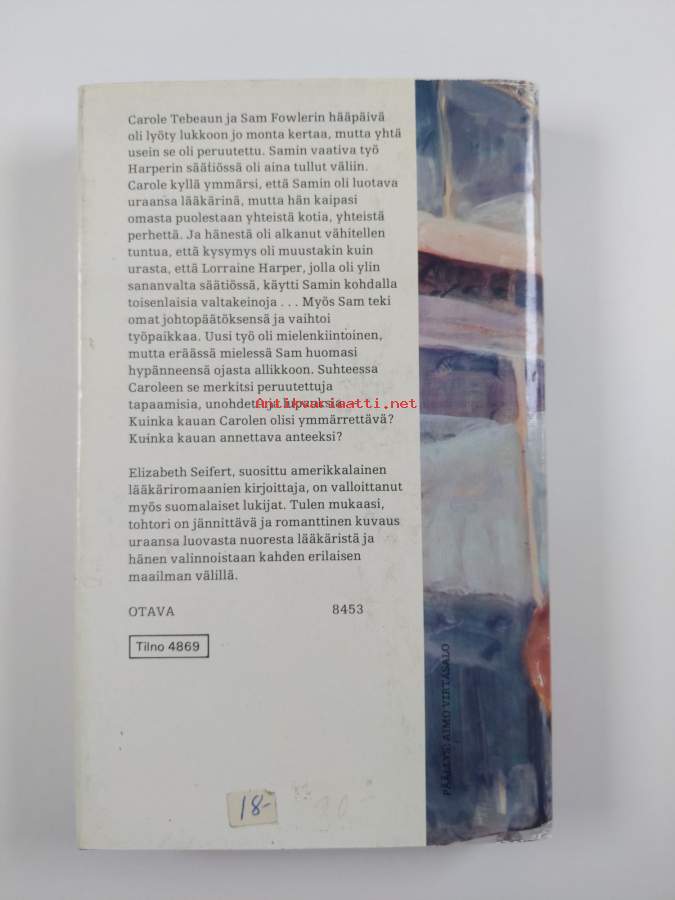 Carole Tebeaun ja Sam Fowlerin hääpäivä
oli lyöty lukkoon jo monta kertaa, mutta yhtä
usein se oli peruutettu. Samin vaativa työ
Harperin säätiössä oli aina tullut väliin.
Carole kyllä ymmärsi, että Samin oli luotava
uraansa lääkärinä, mutta hän kaipasi
omasta puolestaan yhteistä kotia, yhteistä
perhettä. Ja hänestä oli alkanut vähitellen
tuntua, että kysymys oli muustakin kuin
urasta, että Lorraine Harper, jolla oli ylin
sananvalta säätiössä, käytti Samin kohdalla
toisenlaisia valtakeinoja . . . Myös Sam teki
omat johtopäätöksensä ja vaihtoi
työpaikkaa. Uusi työ oli mielenkiintoinen,
mutta eräässä mielessä Sam huomasi
hypänneensä ojasta allikkoon. Suhteessa
Caroleen se merkitsi peruutettuja
tapaamisia, unohdettuja lupauksia –
Antikvariaatti.net
Kuinka kauan Carolen olisi ymmärrettävä?
Kuinka kauan annettava anteeksi?
Elizabeth Seifert, suosittu amerikkalainen
lääkäriromaanien kirjoittaja, on valloittanut
myös suomalaiset lukijat. Tulen mukaasi,
tohtori on jännittävä ja romanttinen kuvaus
uraansa luovasta nuoresta lääkäristä ja
hänen valinnoistaan kahden erilaisen
maailman välillä.
OTAVA 8453
Tilno 4869
PÄÄLLYS: AIMO VIRTASALO
18-